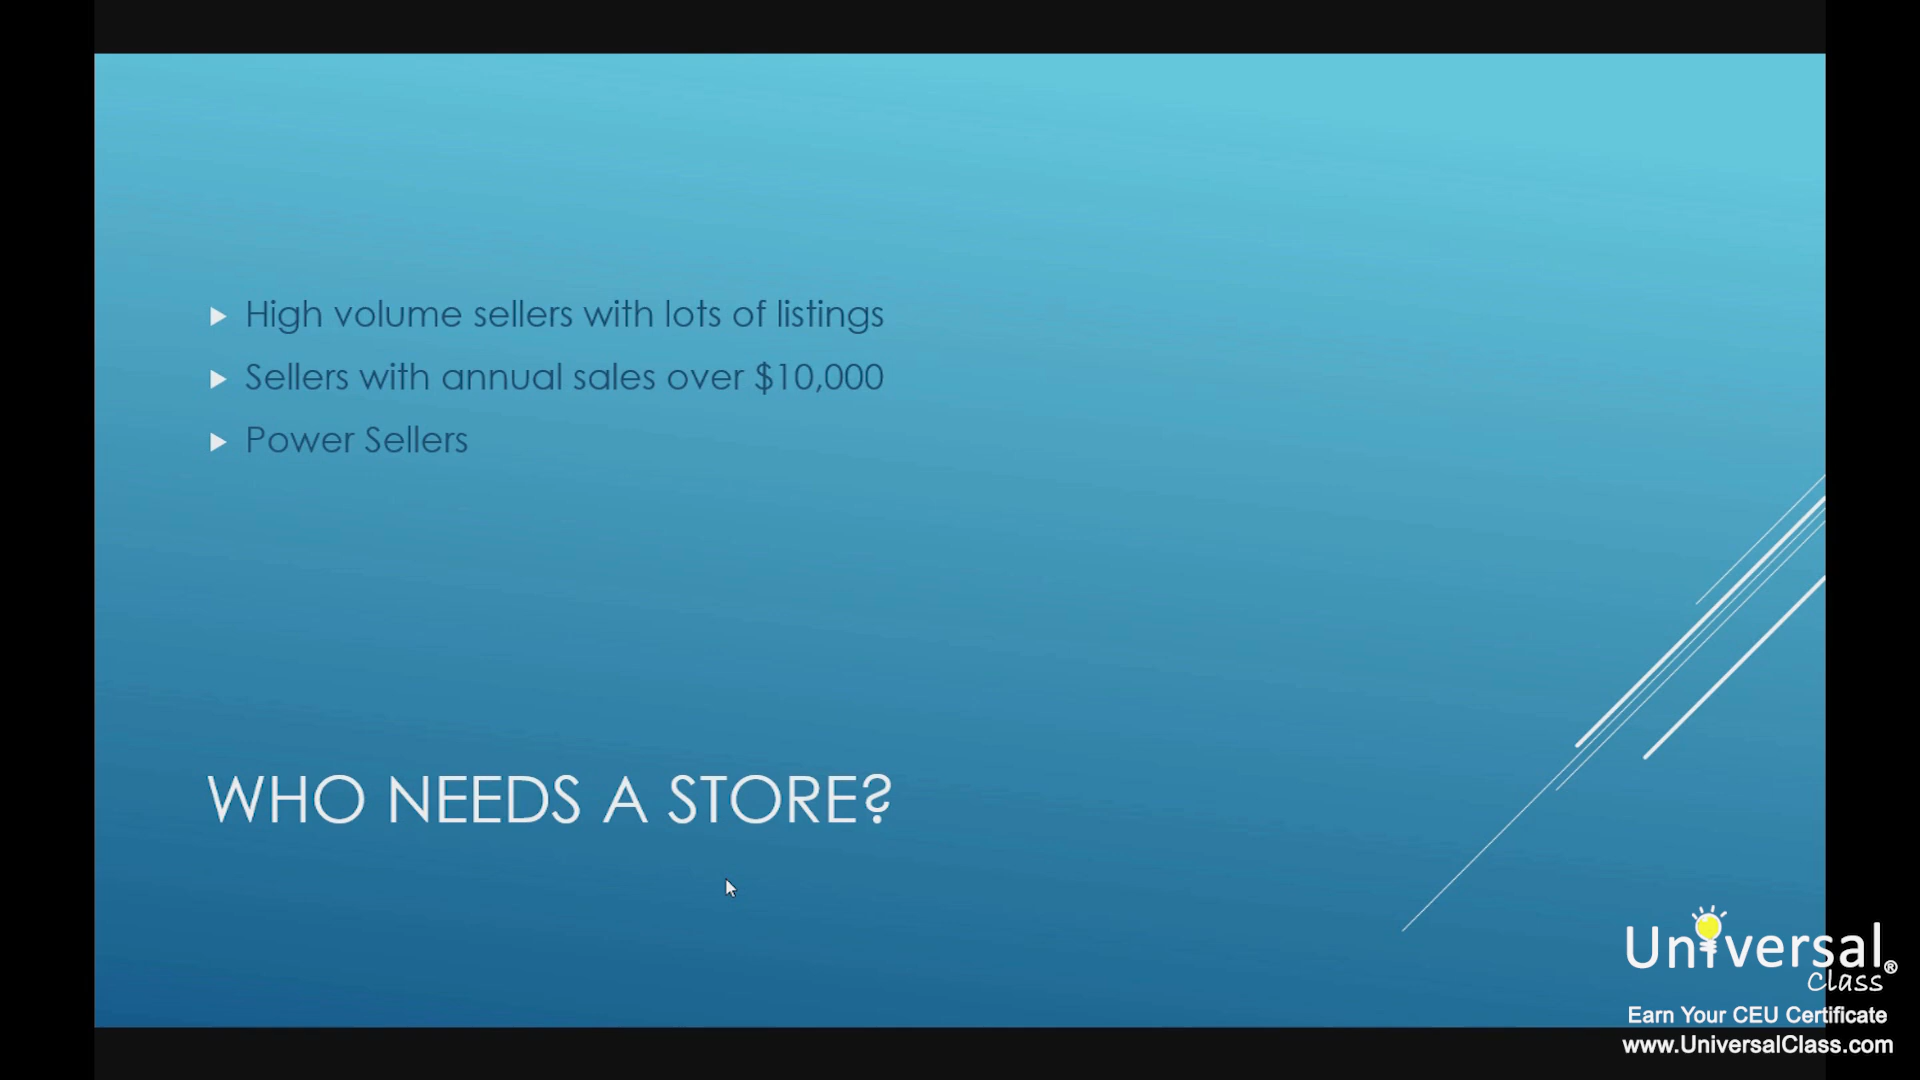 High volume sellers with lots of listings
Sellers with annual sales over $10,000
Power Sellers
WHO NEEDS A STORE?
Universal®
Class
Earn Your CEU Certificate
www.UniversalClass.com